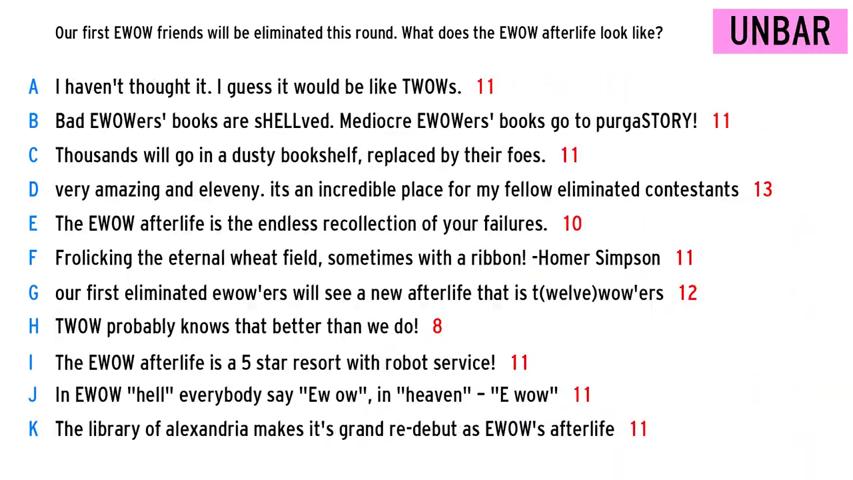 Our first EWOW friends will be eliminated this round. What does the EWOW afterlife look like?
UNBAR
A I haven't thought it. I guess it would be like TWOWs. 11
B Bad EWOWers' books are sHELLved. Mediocre EWOWers' books go to purgaSTORY! 11
C Thousands will go in a dusty bookshelf, replaced by their foes. 11
D very amazing and eleveny. its an incredible place for my fellow eliminated contestants 13
E The EWOW afterlife is the endless recollection of your failures. 10
F Frolicking the eternal wheat field, sometimes with a ribbon! -Homer Simpson 11
G our first eliminated ewow'ers will see a new afterlife that is t(welve)wow'ers 12
H TWOW probably knows that better than we do! 8
I The EWOW afterlife is a 5 star resort with robot service! 11
J In EWOW "hell" everybody say "Ew ow", in "heaven" – "E wow" 11
K The library of alexandria makes it's grand re-debut as EWOW's afterlife 11